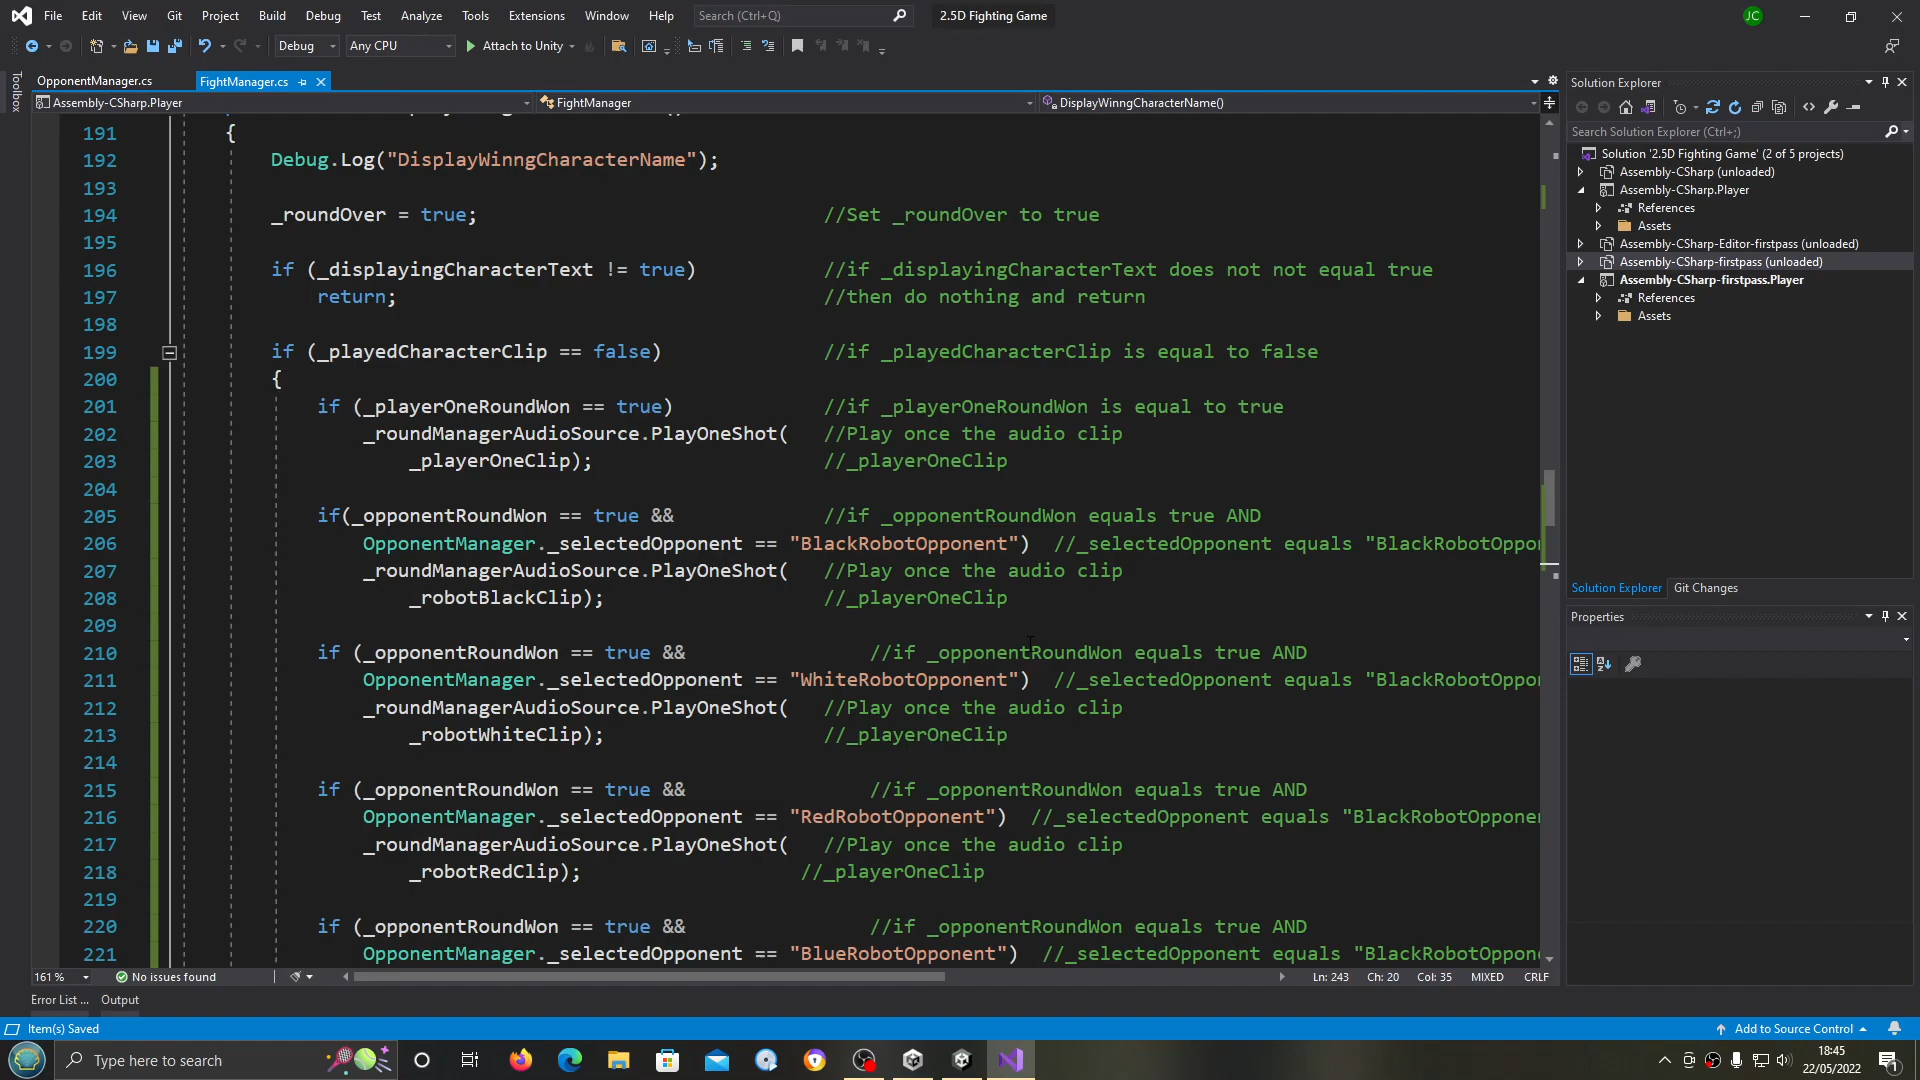 File Edit View Git Project Build Debug Test Analyze Tools Extensions Window Help Search (Ctrl+Q) 2.5D Fighting Game JC
Debug Any CPU Attach to Unity
Toolbox
OpponentManager.cs FightManager.cs
Assembly-CSharp.Player FightManager DisplayWinngCharacterName()
191 {
192 Debug.Log("DisplayWinngCharacterName");
193
194 _roundOver = true; //Set _roundOver to true
195
196 if (_displayingCharacterText != true) //if _displayingCharacterText does not not equal true
197 return; //then do nothing and return
198
199 if (_playedCharacterClip == false) //if _playedCharacterClip is equal to false
200 {
201 if (_playerOneRoundWon == true) //if _playerOneRoundWon is equal to true
202 _roundManagerAudioSource.PlayOneShot( //Play once the audio clip
203 _playerOneClip); //_playerOneClip
204
205 if(_opponentRoundWon == true && //if _opponentRoundWon equals true AND
206 OpponentManager._selectedOpponent == "BlackRobotOpponent") //_selectedOpponent equals "BlackRobotOppon
207 _roundManagerAudioSource.PlayOneShot( //Play once the audio clip
208 _robotBlackClip); //_playerOneClip
209
210 if (_opponentRoundWon == true && //if _opponentRoundWon equals true AND
211 OpponentManager._selectedOpponent == "WhiteRobotOpponent") //_selectedOpponent equals "BlackRobotOppon
212 _roundManagerAudioSource.PlayOneShot( //Play once the audio clip
213 _robotWhiteClip); //_playerOneClip
214
215 if (_opponentRoundWon == true && //if _opponentRoundWon equals true AND
216 OpponentManager._selectedOpponent == "RedRobotOpponent") //_selectedOpponent equals "BlackRobotOpponen
217 _roundManagerAudioSource.PlayOneShot( //Play once the audio clip
218 _robotRedClip); //_playerOneClip
219
220 if (_opponentRoundWon == true && //if _opponentRoundWon equals true AND
221 OpponentManager._selectedOpponent == "BlueRobotOpponent") //_selectedOpponent equals "BlackRobotOpponen
161 % No issues found Ln: 243 Ch: 20 Col: 35 MIXED CRLF
Error List ... Output
Solution Explorer
Search Solution Explorer (Ctrl+;)
Solution '2.5D Fighting Game' (2 of 5 projects)
Assembly-CSharp (unloaded)
Assembly-CSharp.Player
References
Assets
Assembly-CSharp-Editor-firstpass (unloaded)
Assembly-CSharp-firstpass (unloaded)
Assembly-CSharp-firstpass.Player
References
Assets
Solution Explorer Git Changes
Properties
Item(s) Saved Add to Source Control
Type here to search
18:45
22/05/2022
1